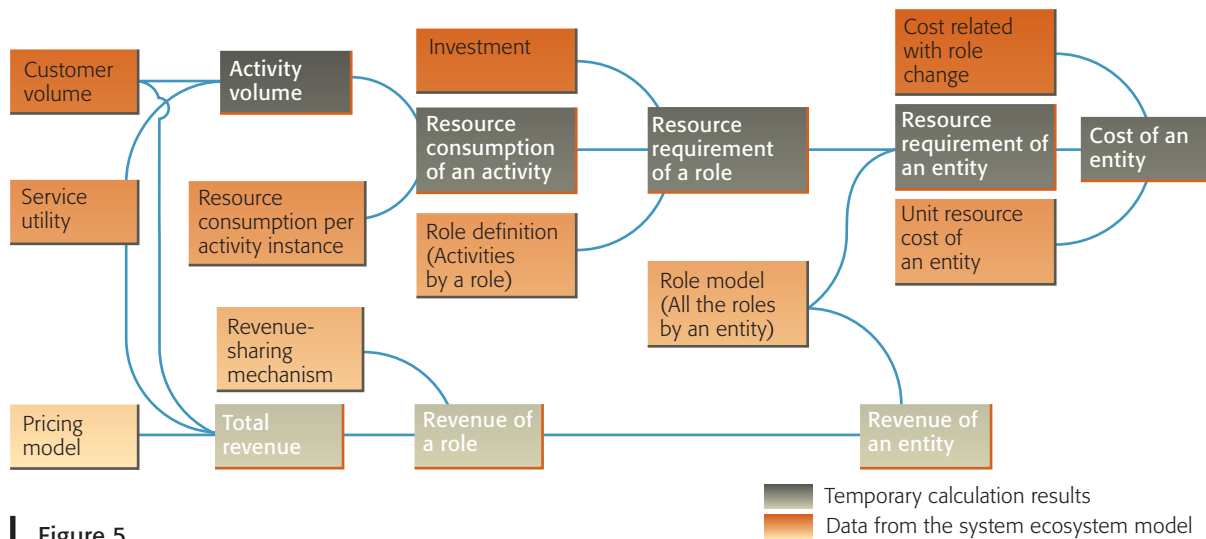 Customer
volume
Activity
volume
Investment
Cost related
with role
change
Resource
consumption
of an activity
Resource
requirement
of a role
Resource
requirement of
an entity
Cost of an
entity
Service
utility
Resource
consumption per
activity instance
Role definition
(Activities
by a role)
Role model
(All the roles
by an entity)
Unit resource
cost of
an entity
Revenue-
sharing
mechanism
Pricing
model
Total
revenue
Revenue of
a role
Revenue of
an entity
Temporary calculation results
Data from the system ecosystem model
Figure 5